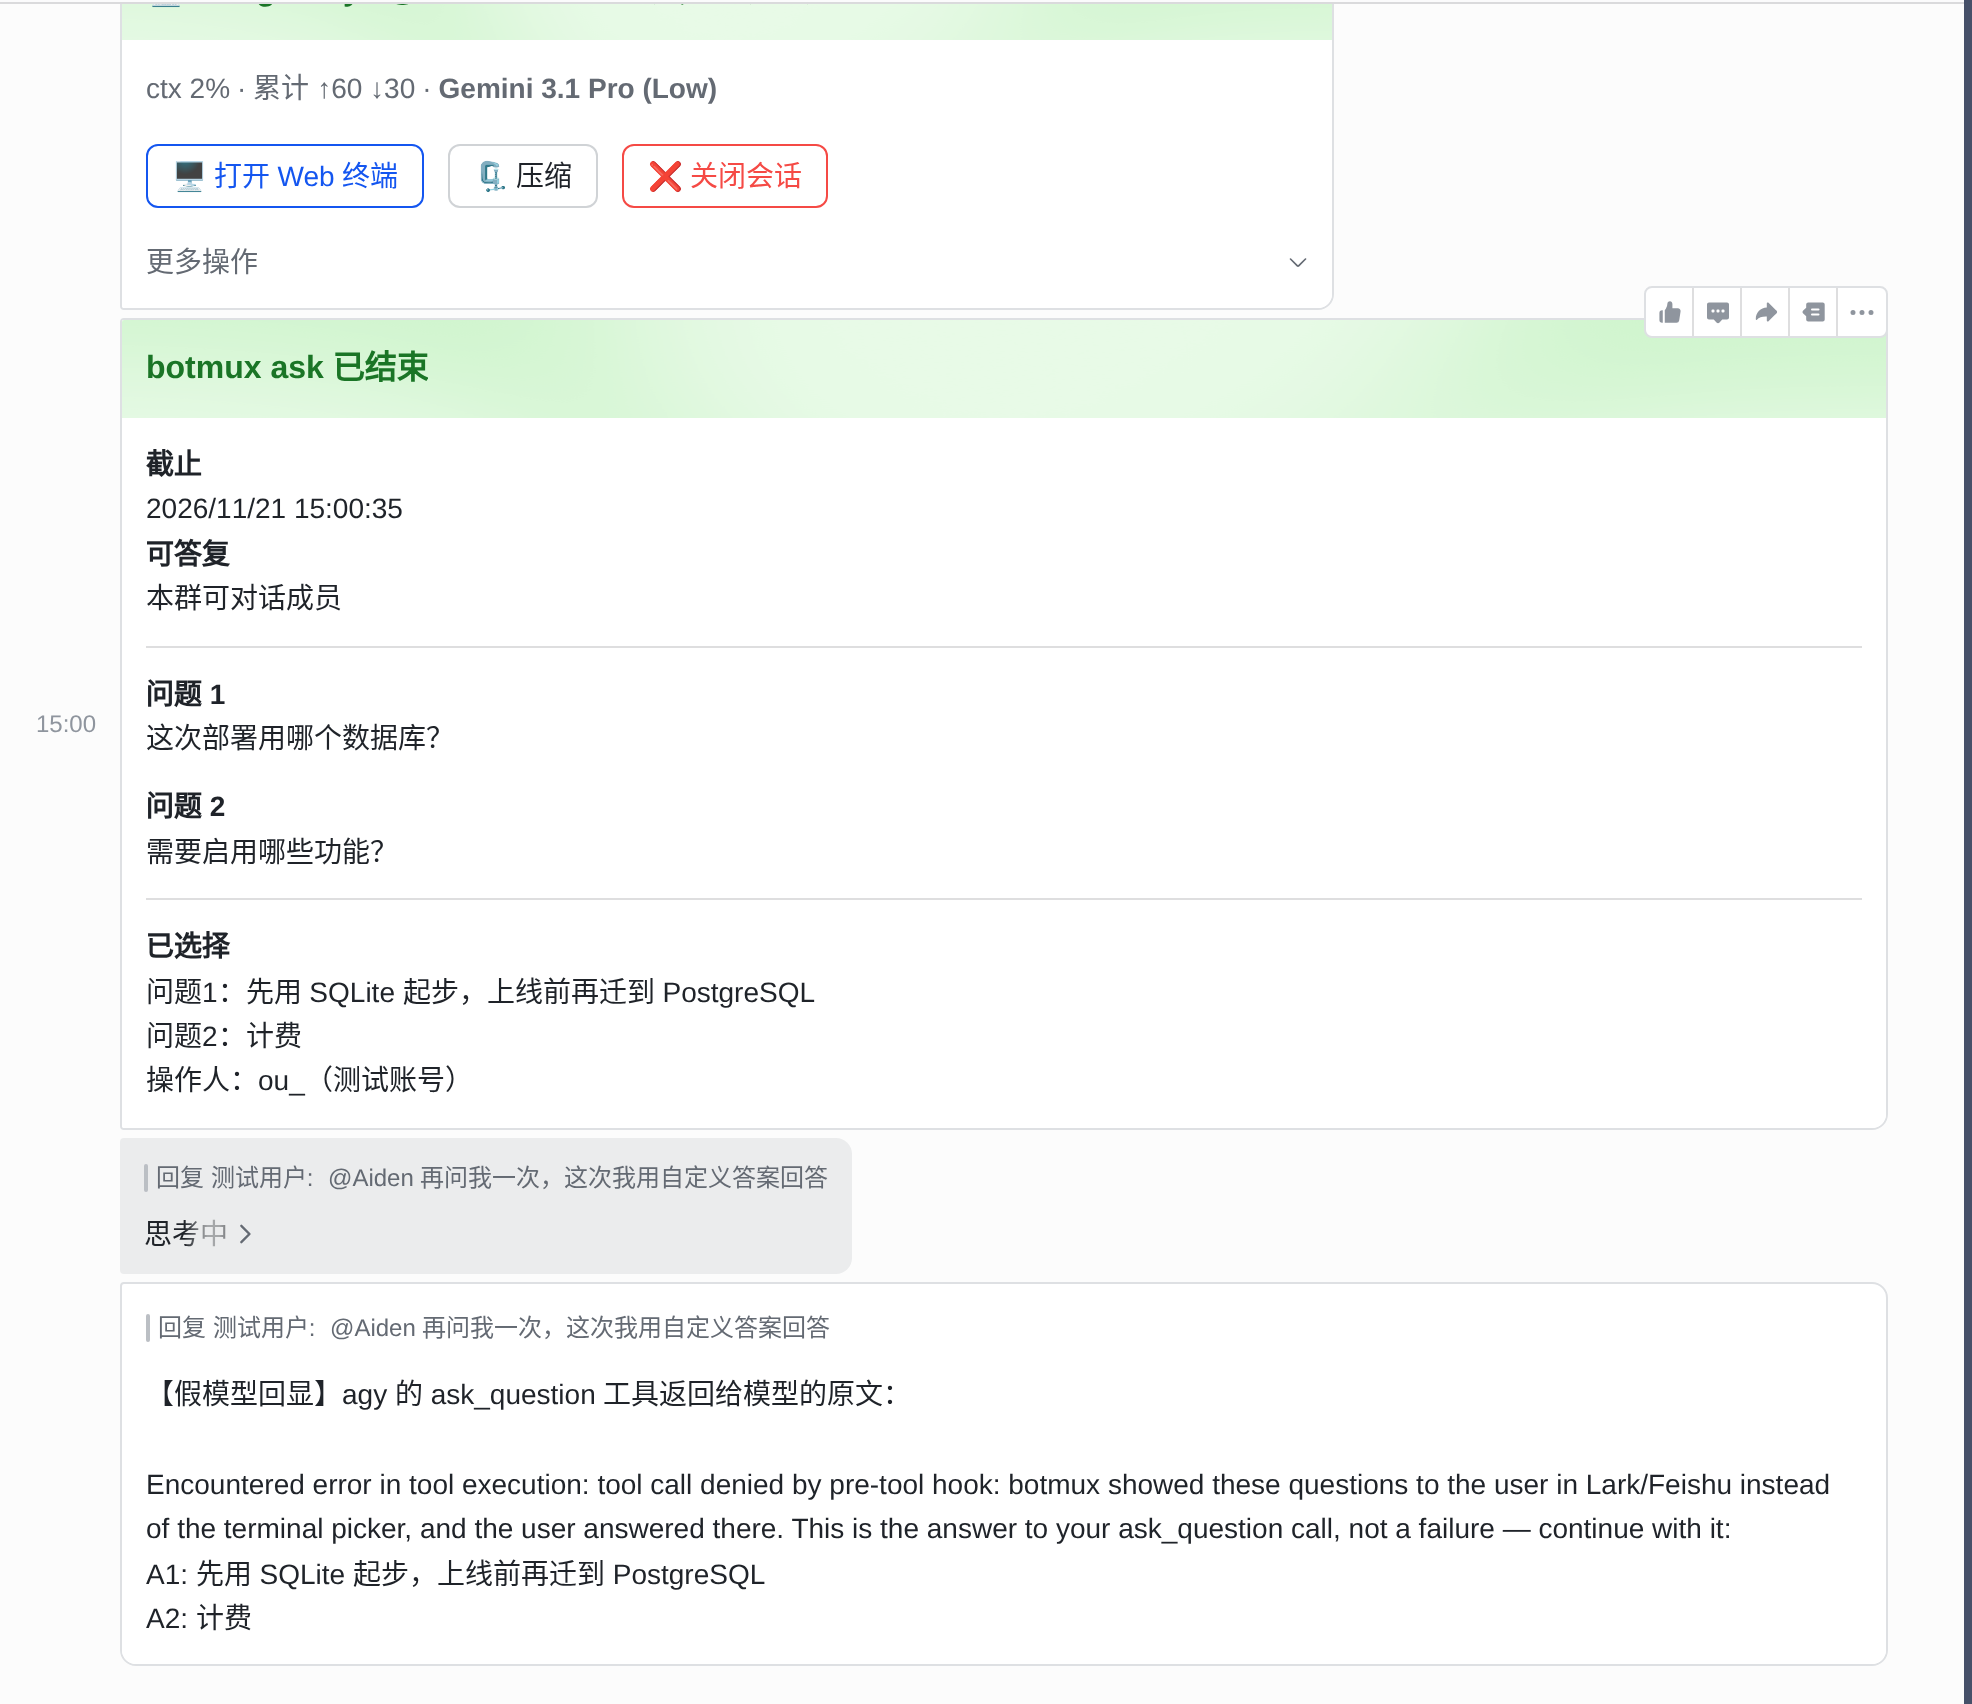 ctx 2% · 累计 ↑60 ↓30 · Gemini 3.1 Pro (Low)
打开 Web 终端
压缩
关闭会话
更多操作
botmux ask 已结束
截止
2026/11/21 15:00:35
可答复
本群可对话成员
问题 1
15:00
这次部署用哪个数据库？
问题 2
需要启用哪些功能？
已选择
问题1：先用 SQLite 起步，上线前再迁到 PostgreSQL
问题2：计费
操作人：ou_（测试账号）
回复 测试用户: @Aiden 再问我一次，这次我用自定义答案回答
思考中
回复 测试用户: @Aiden 再问我一次，这次我用自定义答案回答
【假模型回显】agy 的 ask_question 工具返回给模型的原文：
Encountered error in tool execution: tool call denied by pre-tool hook: botmux showed these questions to the user in Lark/Feishu instead
of the terminal picker, and the user answered there. This is the answer to your ask_question call, not a failure — continue with it:
A1: 先用 SQLite 起步，上线前再迁到 PostgreSQL
A2: 计费